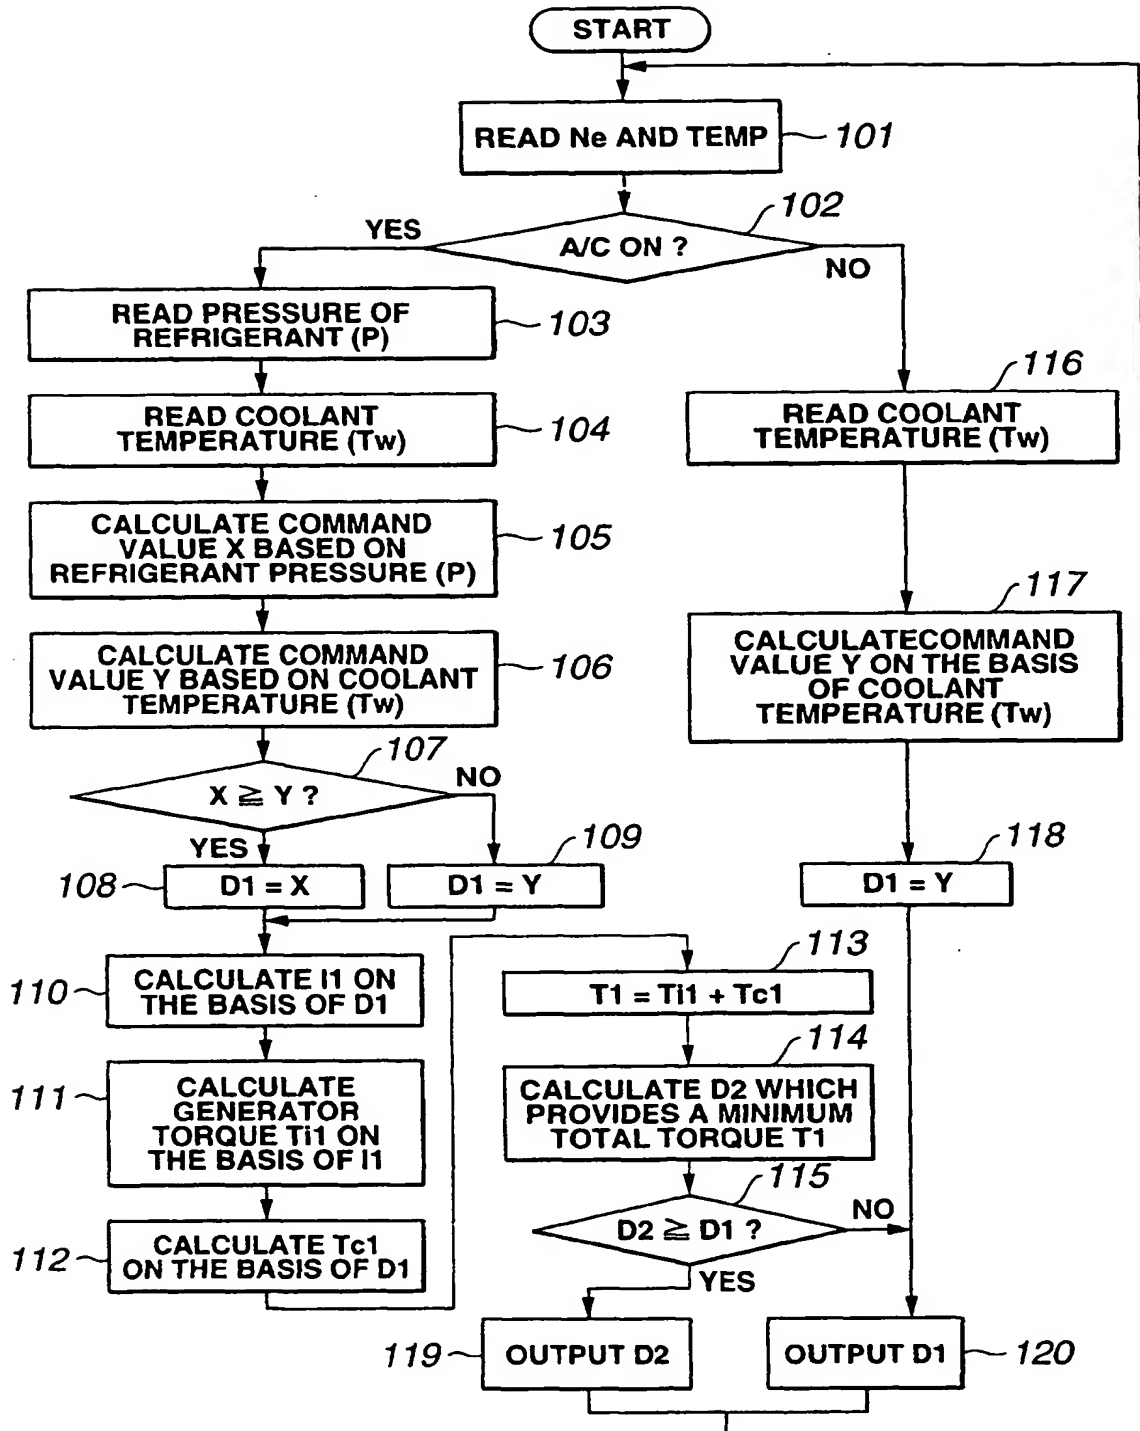 START
READ Ne AND TEMP
101
102
YES
A/C ON ?
NO
READ PRESSURE OF
REFRIGERANT (P)
103
READ COOLANT
TEMPERATURE (Tw)
104
116
READ COOLANT
TEMPERATURE (Tw)
CALCULATE COMMAND
VALUE X BASED ON
REFRIGERANT PRESSURE (P)
105
CALCULATE COMMAND
VALUE Y BASED ON COOLANT
TEMPERATURE (Tw)
106
117
CALCULATECOMMAND
VALUE Y ON THE BASIS
OF COOLANT
TEMPERATURE (Tw)
107
X ≧ Y ?
NO
YES
109
108
D1 = X
D1 = Y
118
D1 = Y
110
CALCULATE I1 ON
THE BASIS OF D1
113
T1 = Ti1 + Tc1
111
CALCULATE
GENERATOR
TORQUE Ti1 ON
THE BASIS OF I1
114
CALCULATE D2 WHICH
PROVIDES A MINIMUM
TOTAL TORQUE T1
112
CALCULATE Tc1
ON THE BASIS OF D1
115
D2 ≧ D1 ?
NO
YES
119
OUTPUT D2
OUTPUT D1
120